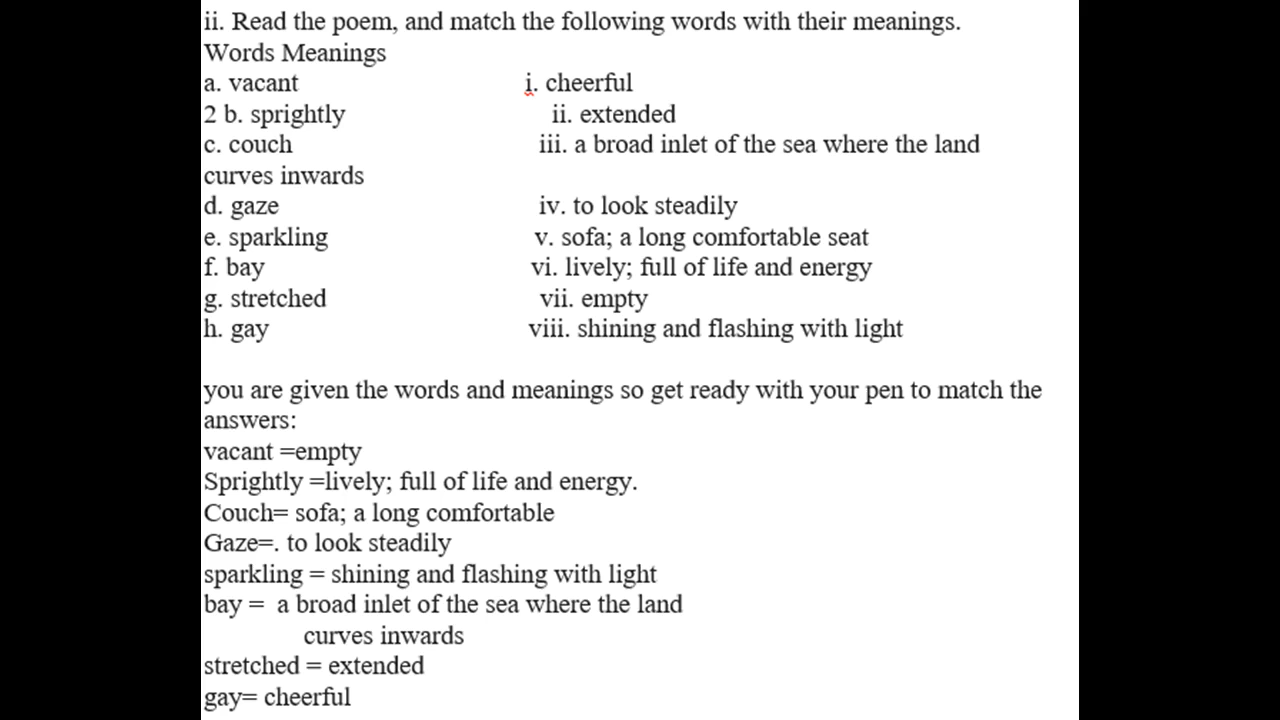 ii. Read the poem, and match the following words with their meanings.
Words Meanings
a. vacant i. cheerful
2 b. sprightly ii. extended
c. couch iii. a broad inlet of the sea where the land
curves inwards
d. gaze iv. to look steadily
e. sparkling v. sofa; a long comfortable seat
f. bay vi. lively; full of life and energy
g. stretched vii. empty
h. gay viii. shining and flashing with light
you are given the words and meanings so get ready with your pen to match the
answers:
vacant =empty
Sprightly =lively; full of life and energy.
Couch= sofa; a long comfortable
Gaze=. to look steadily
sparkling = shining and flashing with light
bay = a broad inlet of the sea where the land
curves inwards
stretched = extended
gay= cheerful